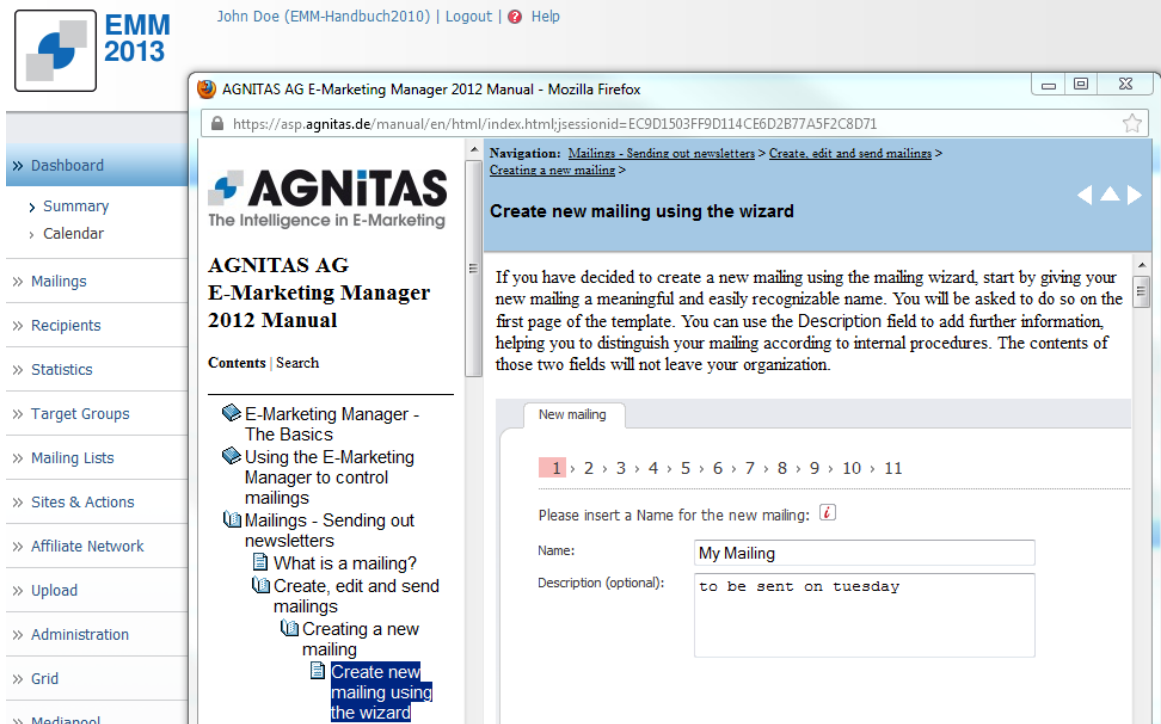 EMM
2013
John Doe (EMM-Handbuch2010) | Logout | ? Help
» Dashboard
› Summary
› Calendar
» Mailings
» Recipients
» Statistics
» Target Groups
» Mailing Lists
» Sites & Actions
» Affiliate Network
» Upload
» Administration
» Grid
» Mediapool
AGNITAS AG E-Marketing Manager 2012 Manual - Mozilla Firefox
https://asp.agnitas.de/manual/en/html/index.html;jsessionid=EC9D1503FF9D114CE6D2B77A5F2C8D71
AGNiTAS
The Intelligence in E-Marketing
AGNITAS AG
E-Marketing Manager
2012 Manual
Contents | Search
E-Marketing Manager -
The Basics
Using the E-Marketing
Manager to control
mailings
Mailings - Sending out
newsletters
What is a mailing?
Create, edit and send
mailings
Creating a new
mailing
Create new
mailing using
the wizard
Navigation: Mailings - Sending out newsletters > Create, edit and send mailings >
Creating a new mailing >
Create new mailing using the wizard
If you have decided to create a new mailing using the mailing wizard, start by giving your
new mailing a meaningful and easily recognizable name. You will be asked to do so on the
first page of the template. You can use the Description field to add further information,
helping you to distinguish your mailing according to internal procedures. The contents of
those two fields will not leave your organization.
New mailing
1 › 2 › 3 › 4 › 5 › 6 › 7 › 8 › 9 › 10 › 11
Please insert a Name for the new mailing: i
Name:
My Mailing
Description (optional):
to be sent on tuesday